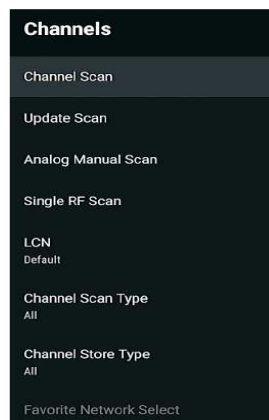 Channels
Channel Scan
Update Scan
Analog Manual Scan
Single RF Scan
LCN
Default
Channel Scan Type
All
Channel Store Type
All
Favorite Network Select